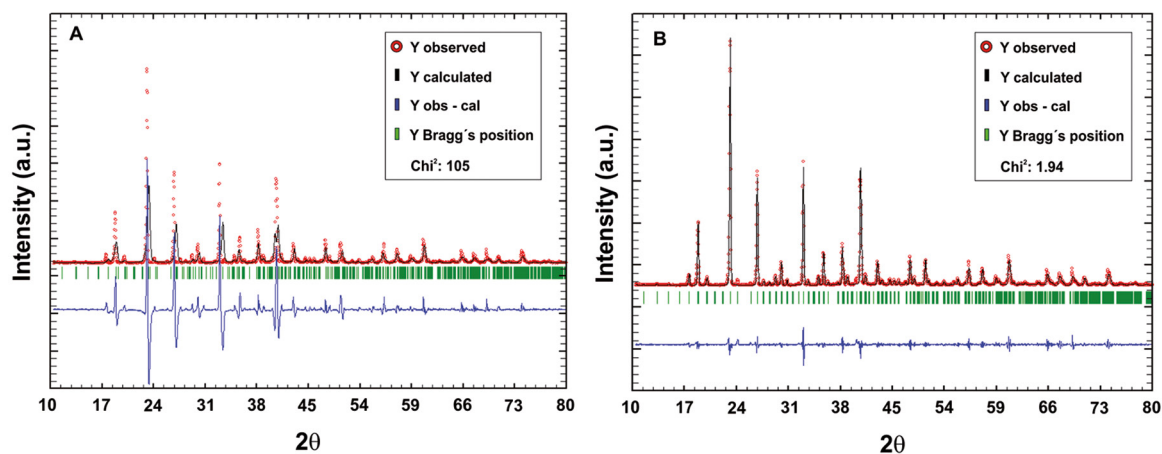 A
Y observed
Y calculated
Y obs - cal
Y Bragg´s position
Chi²: 105
Intensity (a.u.)
10 17 24 31 38 45 52 59 66 73 80
2θ
B
Y observed
Y calculated
Y obs - cal
Y Bragg´s position
Chi²: 1.94
Intensity (a.u.)
10 17 24 31 38 45 52 59 66 73 80
2θ